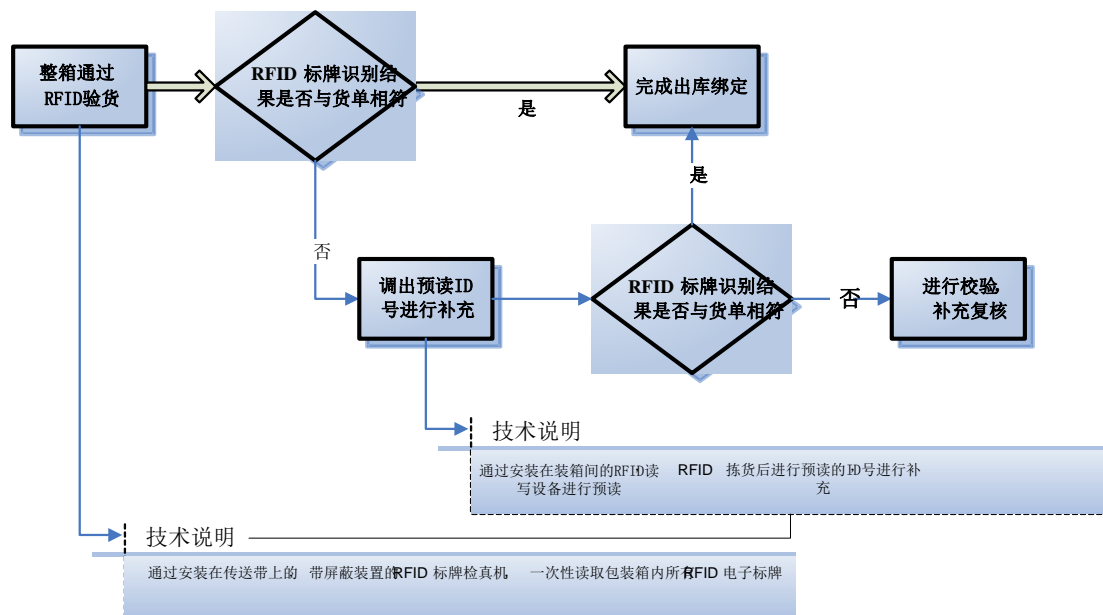 整箱通过
RFID验货
RFID 标牌识别结
果是否与货单相符
是
完成出库绑定
是
否
调出预读ID
号进行补充
RFID 标牌识别结
果是否与货单相符
否
进行校验
补充复核
技术说明
通过安装在装箱间的RFID读
写设备进行预读
RFID 拣货后进行预读的ID号进行补
充
技术说明
通过安装在传送带上的 带屏蔽装置的RFID 标牌检真机 一次性读取包装箱内所有RFID 电子标牌